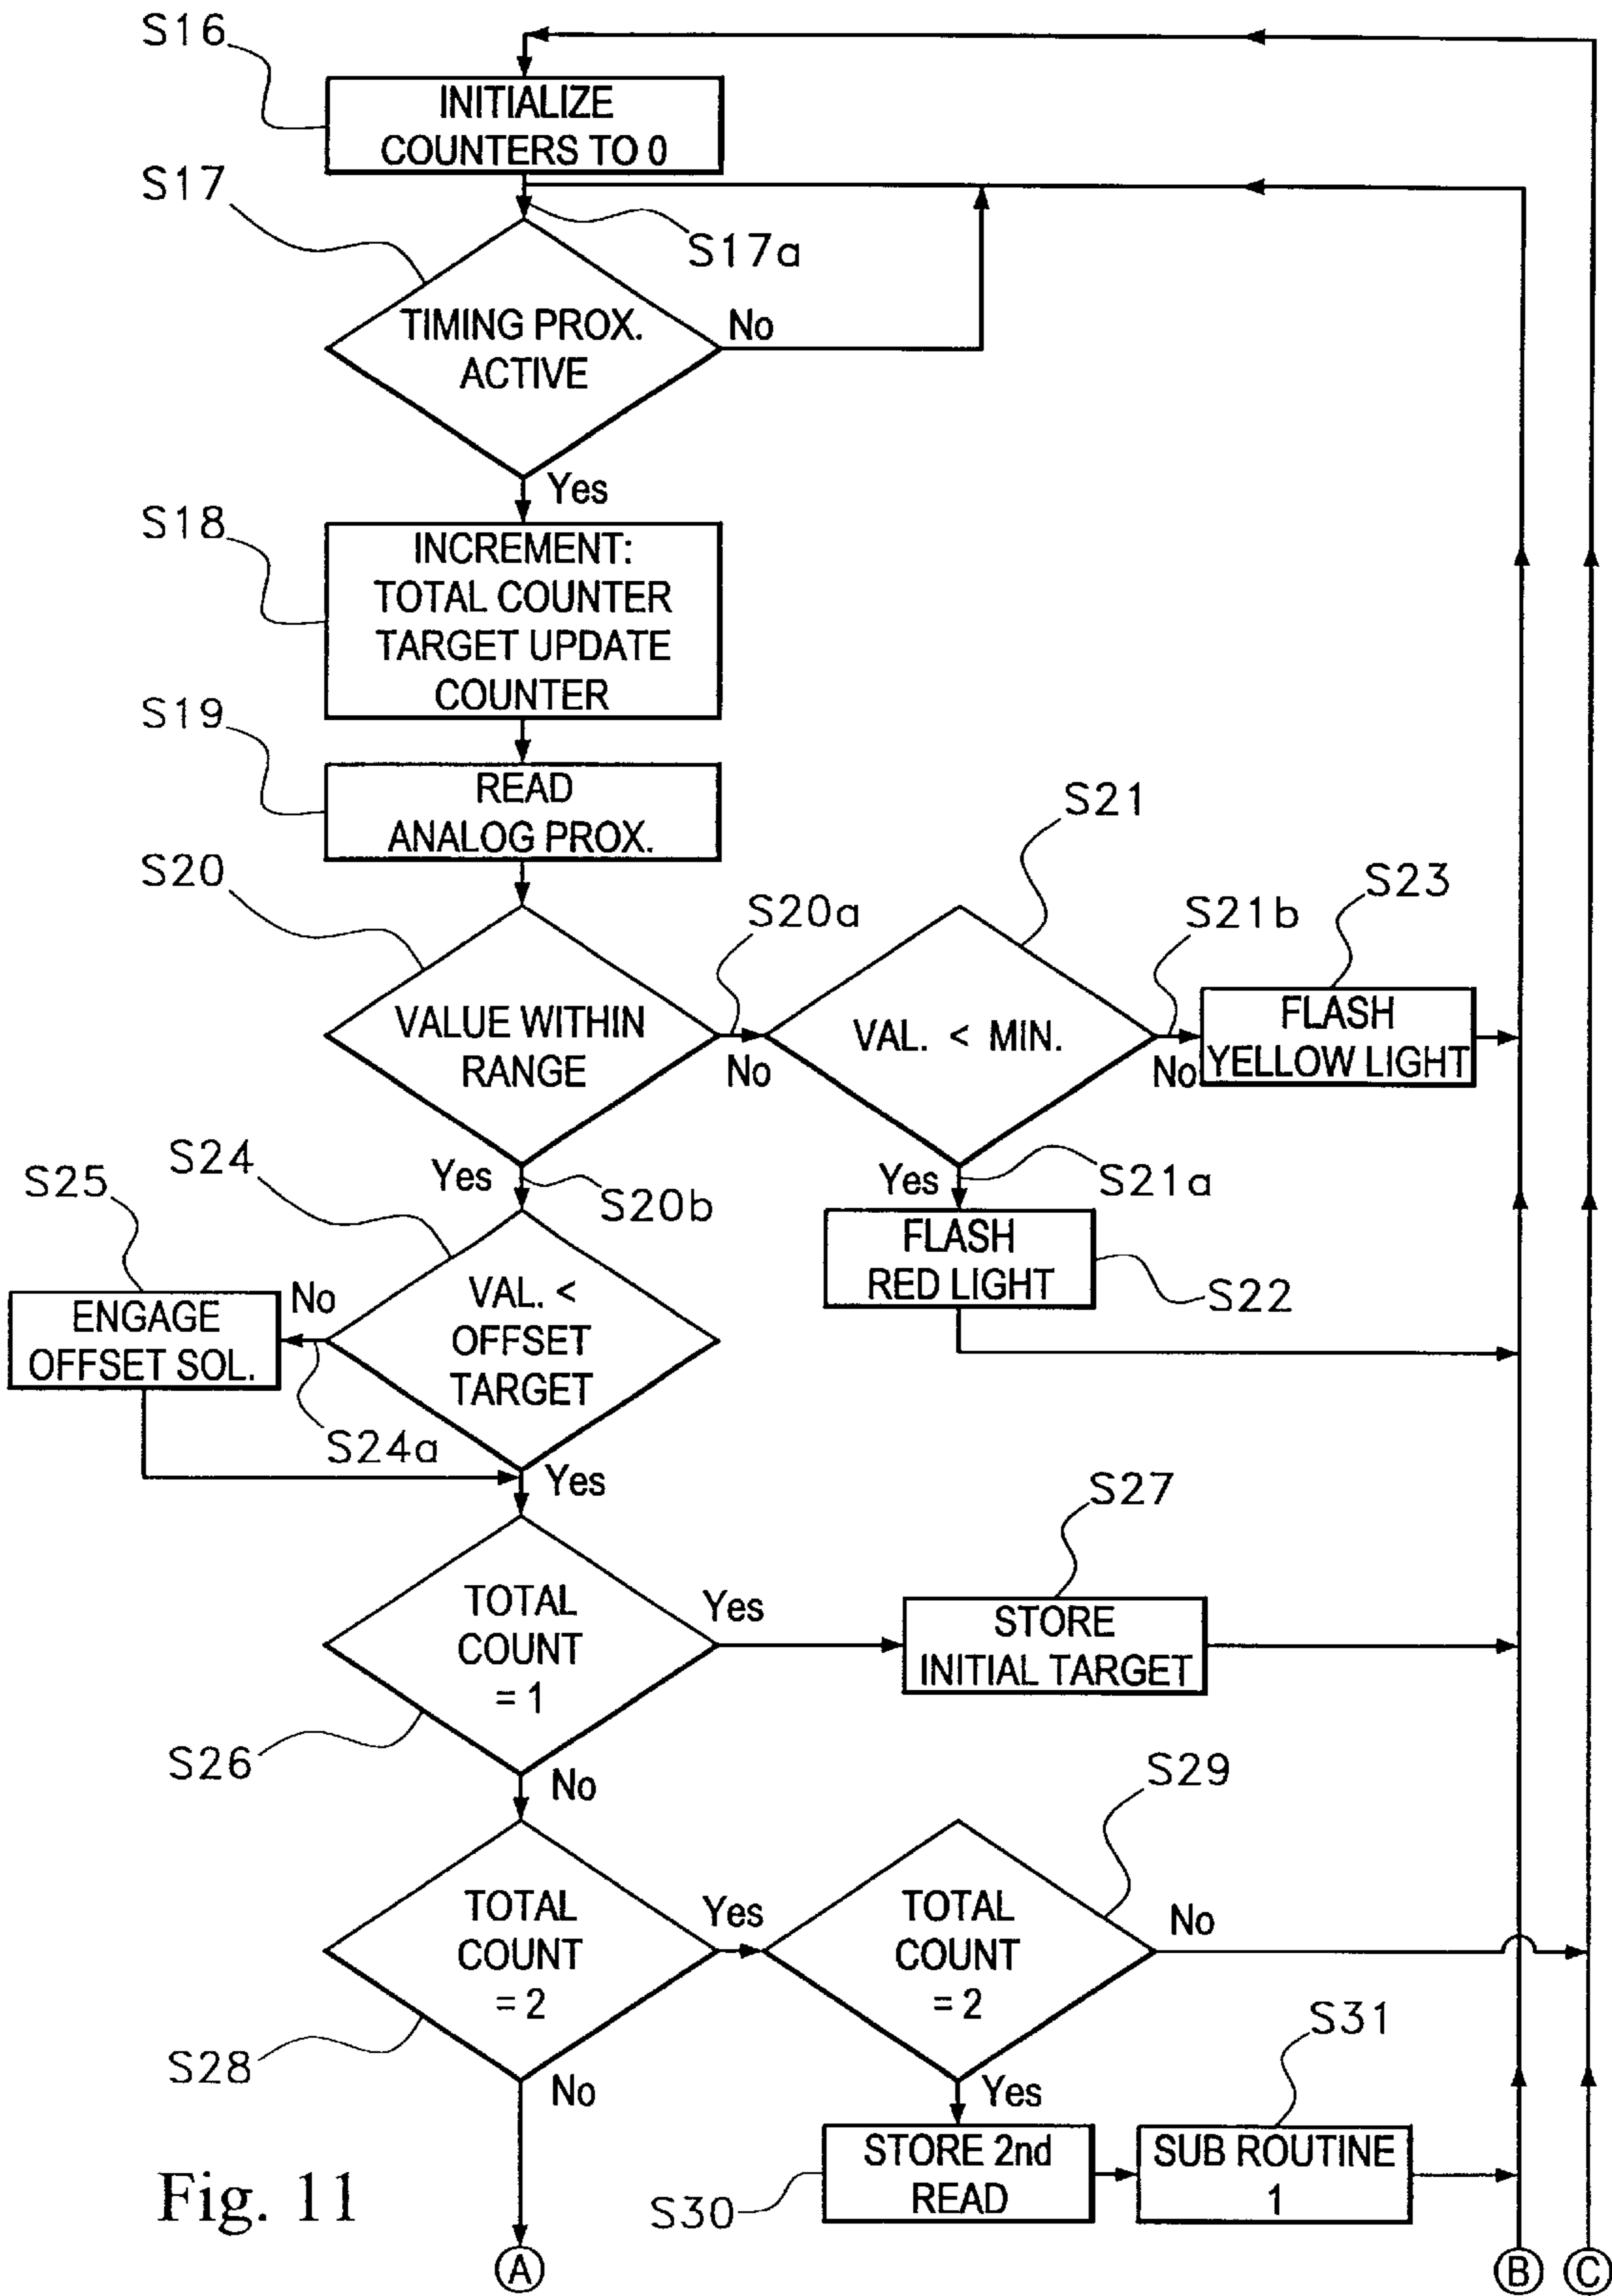 S16
INITIALIZE
COUNTERS TO 0
S17
S17a
TIMING PROX.
ACTIVE
No
Yes
S18
INCREMENT:
TOTAL COUNTER
TARGET UPDATE
COUNTER
S19
READ
ANALOG PROX.
S20
VALUE WITHIN
RANGE
S20a
No
S21
VAL. < MIN.
S21b
No
S23
FLASH
YELLOW LIGHT
Yes
S20b
Yes
S21a
FLASH
RED LIGHT
S22
S24
VAL. <
OFFSET
TARGET
S25
No
ENGAGE
OFFSET SOL.
S24a
Yes
TOTAL
COUNT
= 1
S26
Yes
S27
STORE
INITIAL TARGET
No
TOTAL
COUNT
= 2
S28
Yes
S29
TOTAL
COUNT
= 2
No
No
Yes
STORE 2nd
READ
S30
S31
SUB ROUTINE
1
Fig. 11
A
B
C